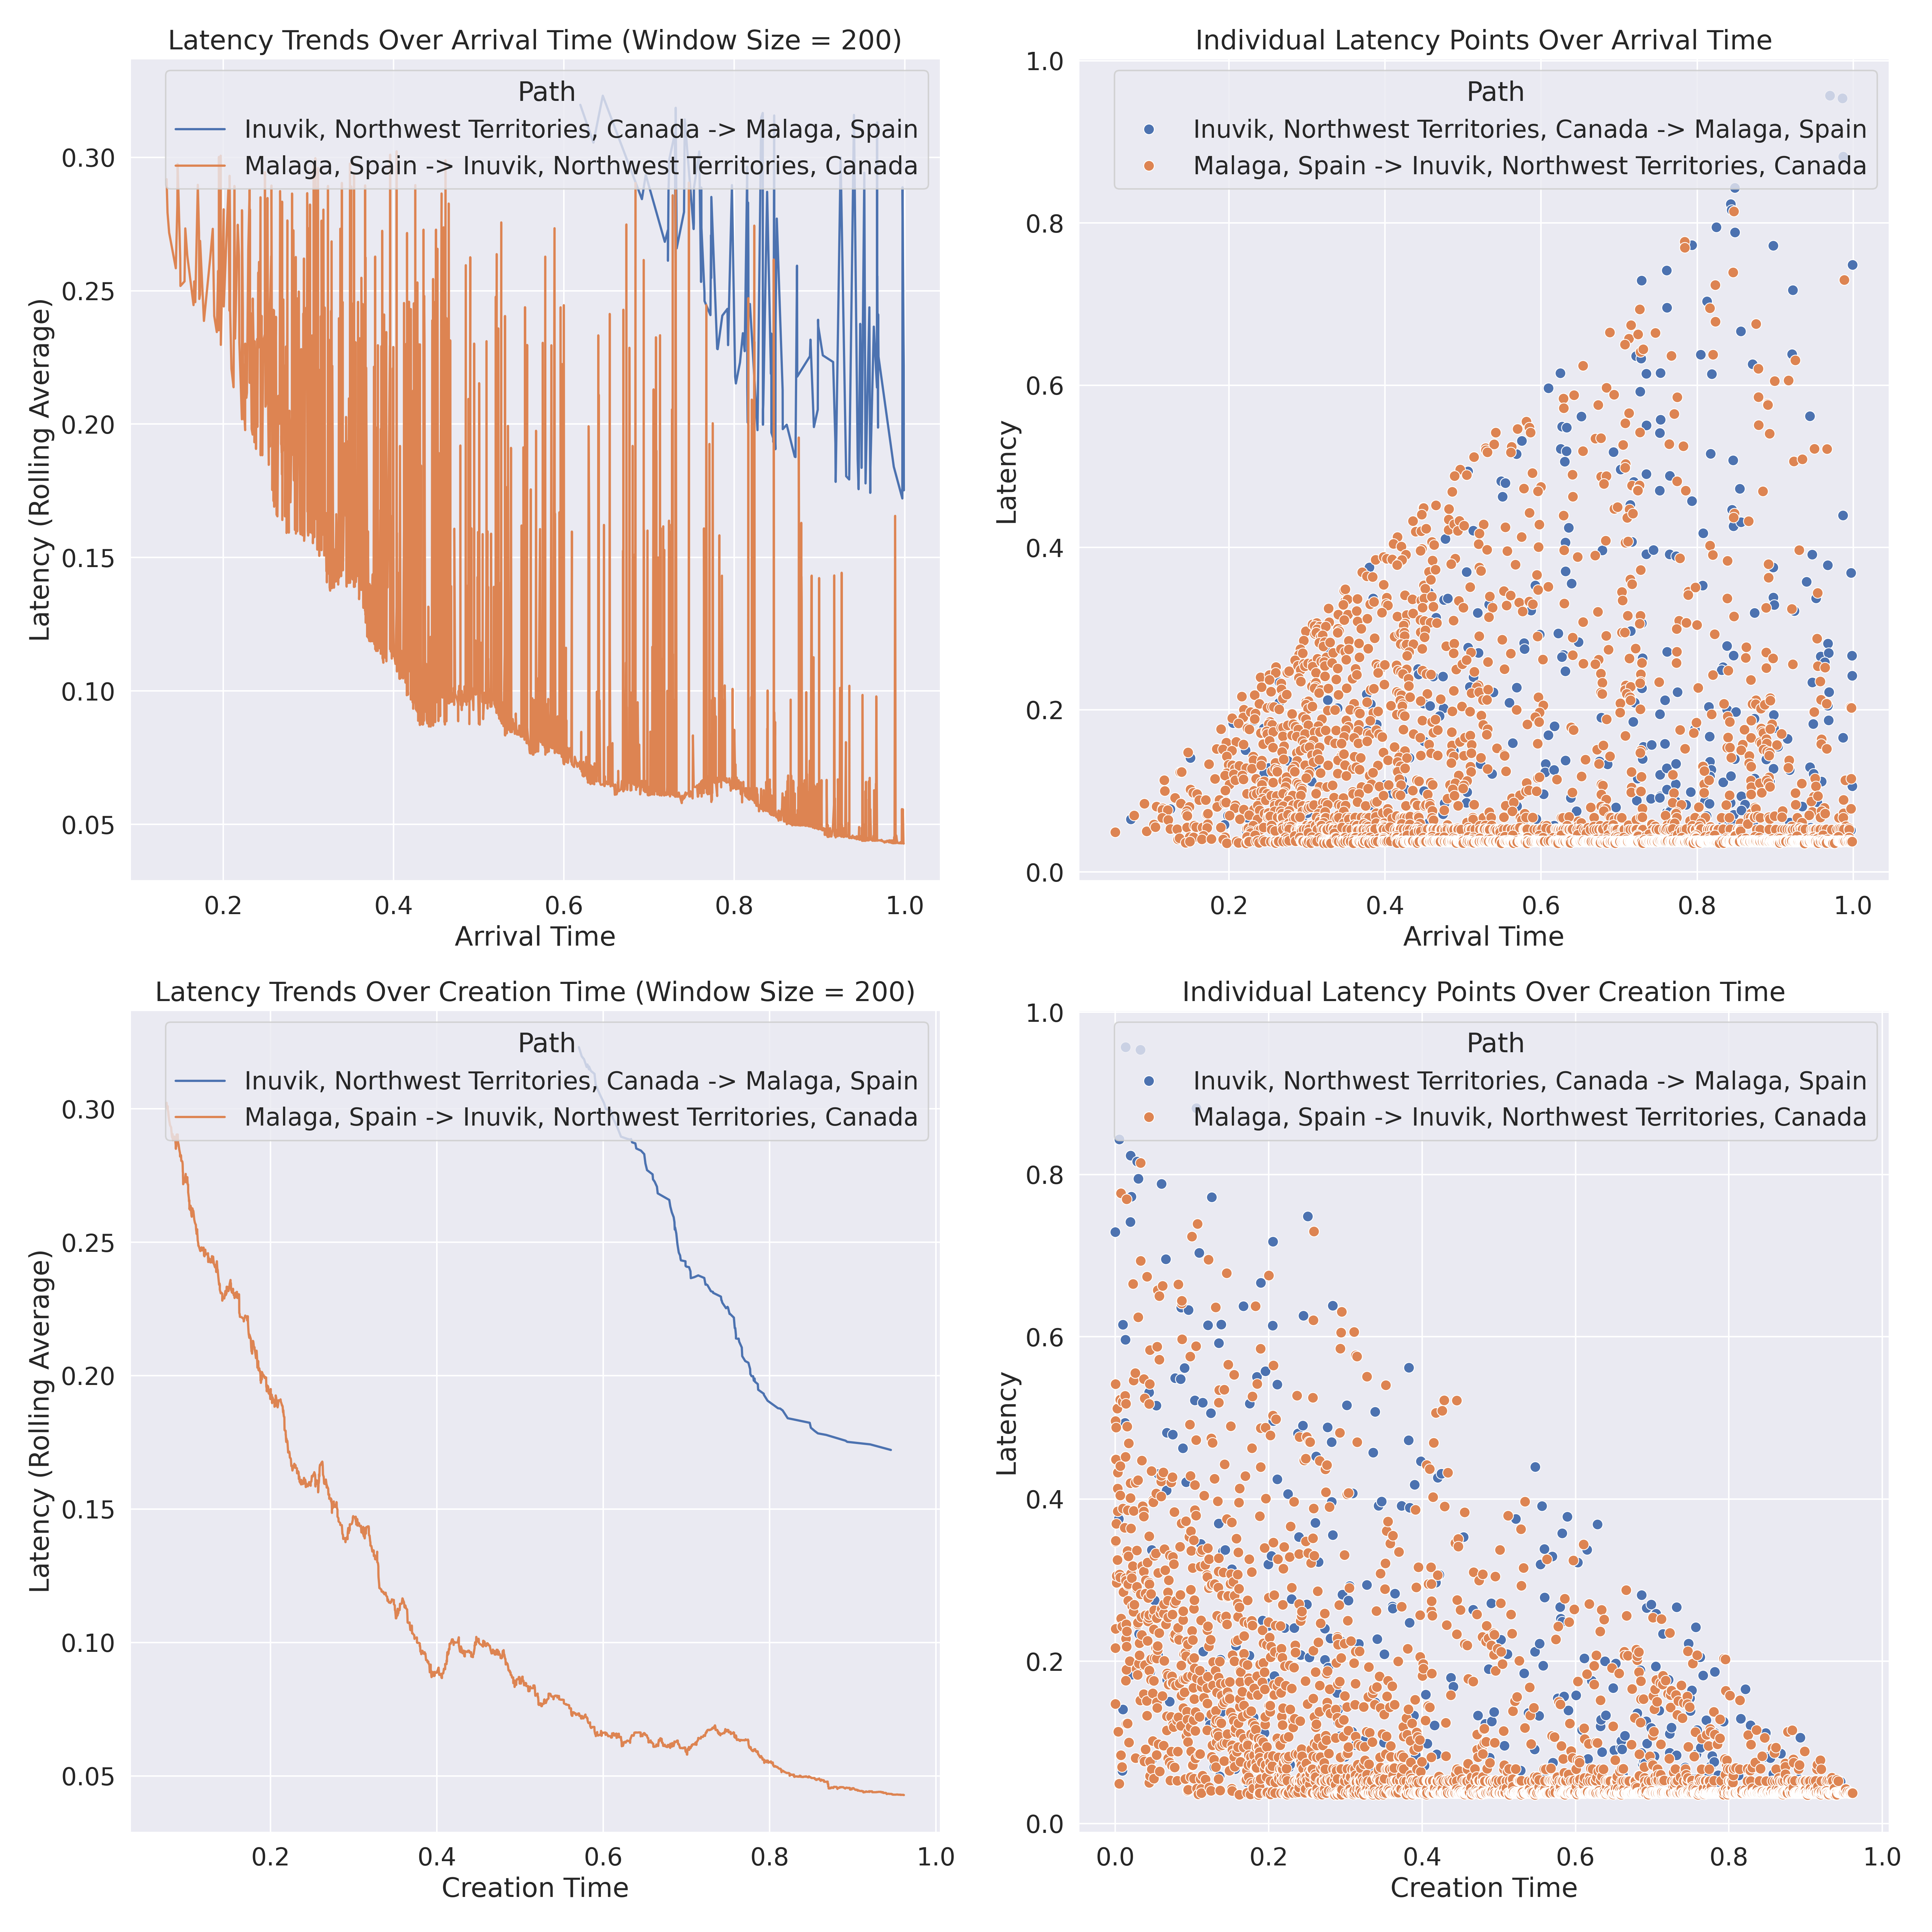 Latency Trends Over Arrival Time (Window Size = 200)
Path
Inuvik, Northwest Territories, Canada -> Malaga, Spain
Malaga, Spain -> Inuvik, Northwest Territories, Canada
0.30
0.25
0.20
0.15
0.10
0.05
Latency (Rolling Average)
0.2 0.4 0.6 0.8 1.0
Arrival Time
Individual Latency Points Over Arrival Time
Path
Inuvik, Northwest Territories, Canada -> Malaga, Spain
Malaga, Spain -> Inuvik, Northwest Territories, Canada
1.0
0.8
0.6
0.4
0.2
0.0
Latency
0.2 0.4 0.6 0.8 1.0
Arrival Time
Latency Trends Over Creation Time (Window Size = 200)
Path
Inuvik, Northwest Territories, Canada -> Malaga, Spain
Malaga, Spain -> Inuvik, Northwest Territories, Canada
0.30
0.25
0.20
0.15
0.10
0.05
Latency (Rolling Average)
0.2 0.4 0.6 0.8 1.0
Creation Time
Individual Latency Points Over Creation Time
Path
Inuvik, Northwest Territories, Canada -> Malaga, Spain
Malaga, Spain -> Inuvik, Northwest Territories, Canada
1.0
0.8
0.6
0.4
0.2
0.0
Latency
0.0 0.2 0.4 0.6 0.8 1.0
Creation Time